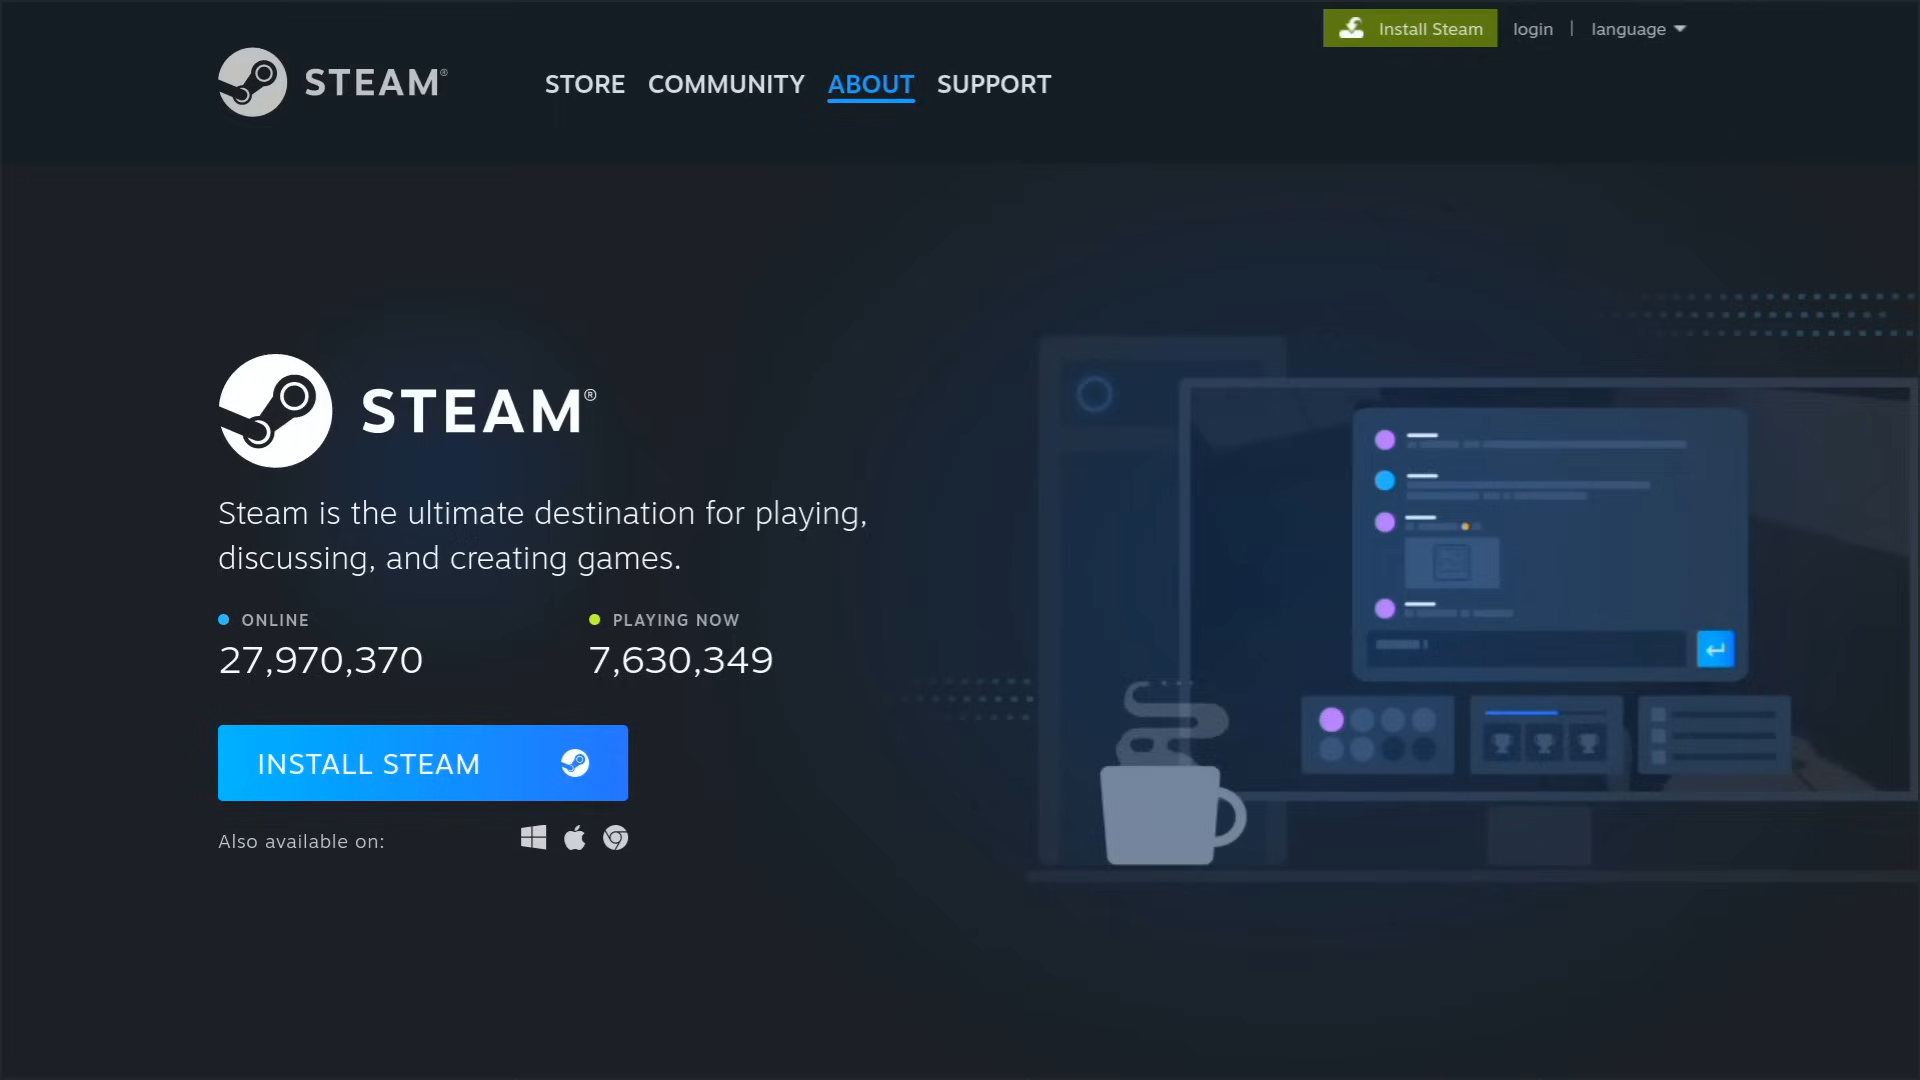 Install Steam
login | language
STEAM®
STORE COMMUNITY ABOUT SUPPORT
STEAM®
Steam is the ultimate destination for playing,
discussing, and creating games.
ONLINE
27,970,370
PLAYING NOW
7,630,349
INSTALL STEAM
Also available on: